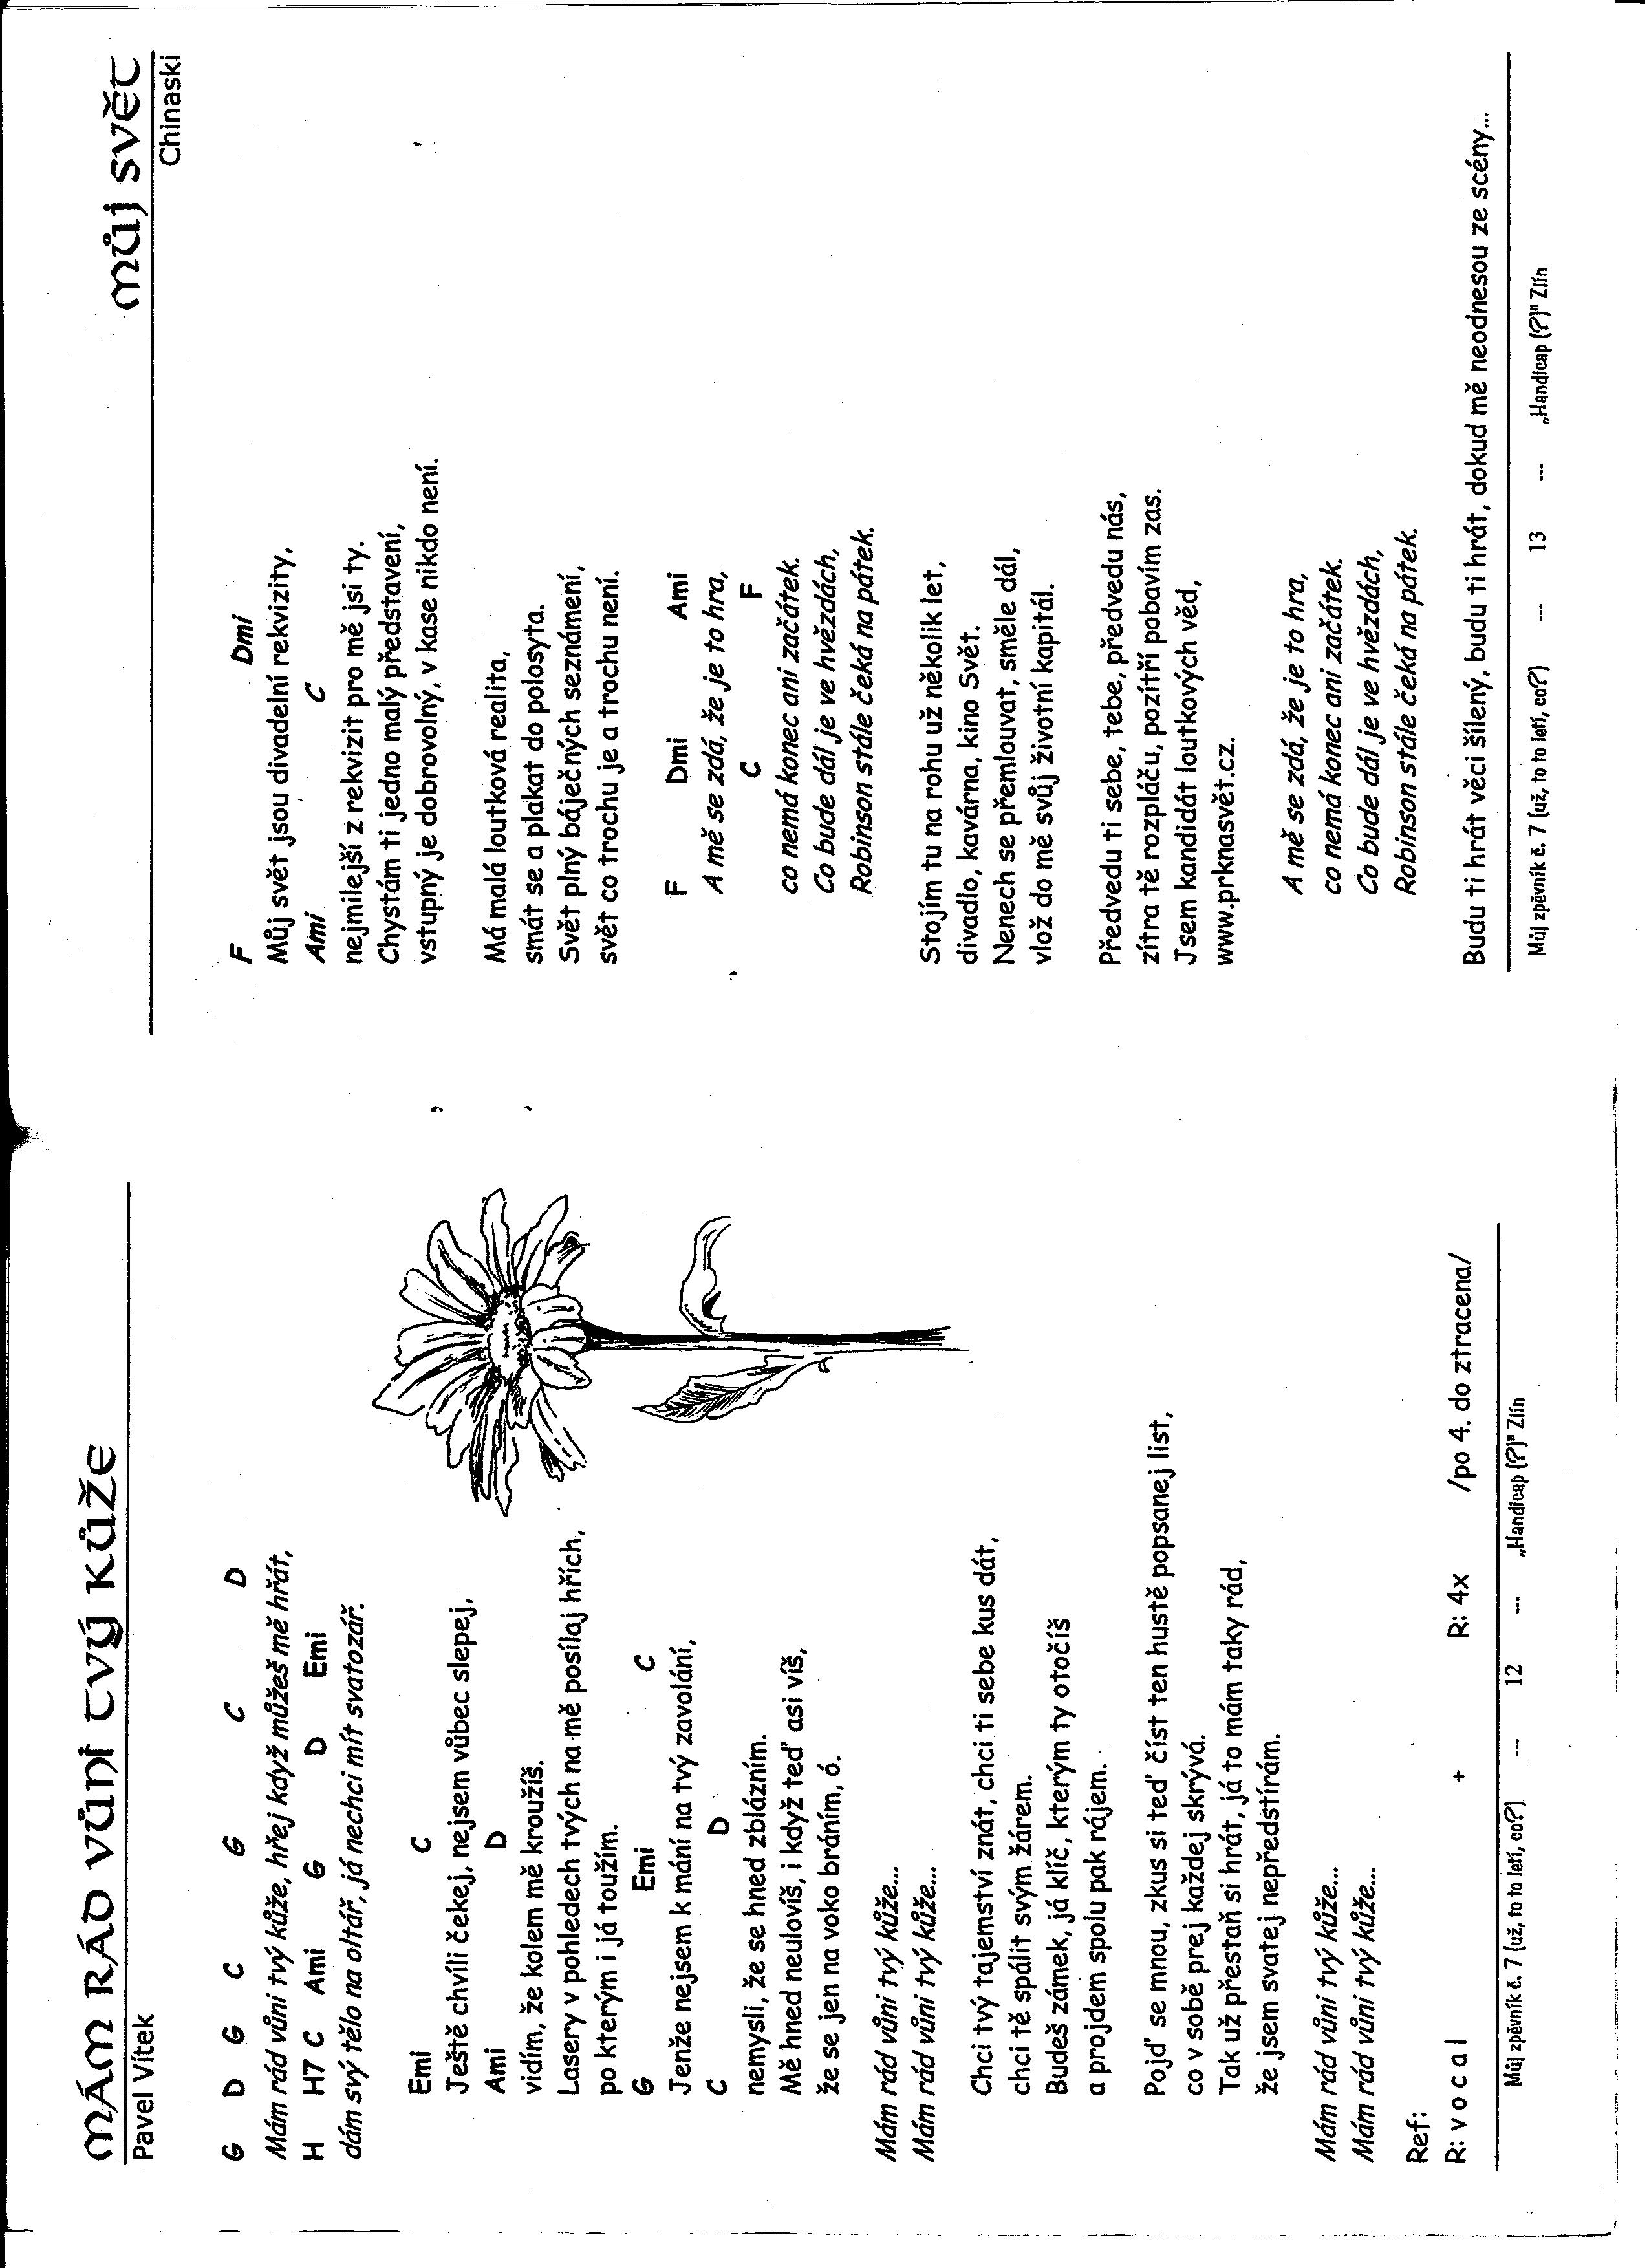 MÁM RÁD VŮNI TVÝ KŮŽE
Pavel Vítek
G D G C G C G D
Mám rád vůni tvý kůže, hřej když můžeš mě hřát,
H H7 C Ami G D Emi
dám svý tělo na oltář, já nechci mít svatozář.
Emi C
Ještě chvíli čekej, nejsem vůbec slepej,
Ami D
vidím, že kolem mě kroužíš.
Lasery v pohledech tvých na mě posílaj hřích,
po kterým i já toužím.
G Emi C
Jenže nejsem k mání na tvý zavolání,
C D
nemysli, že se hned zblázním.
Mě hned neulovíš, i když teď asi víš,
že se jen na voko bráním, ó.
Mám rád vůni tvý kůže...
Mám rád vůni tvý kůže...
Chci tvý tajemství znát, chci ti sebe kus dát,
chci tě spálit svým žárem.
Budeš zámek, já klíč, kterým ty otočíš
a projdem spolu pak rájem.
Pojď se mnou, zkus si teď číst ten hustě popsanej list,
co v sobě prej každej skrývá.
Tak už přestaň si hrát, já to mám taky rád,
že jsem svatej nepředstírám.
Mám rád vůni tvý kůže...
Mám rád vůni tvý kůže...
Ref:
R: v o c a l + R: 4x /po 4. do ztracena/
Můj zpěvník č. 7 (už, to to letí, co?) --- 12 --- „Handicap (?)" Zlín
MŮJ SVĚT
Chinaski
F Dmi
Můj svět jsou divadelní rekvizity,
Ami C
nejmilejší z rekvizit pro mě jsi ty.
Chystám ti jedno malý představení,
vstupný je dobrovolný, v kase nikdo není.
Má malá loutková realita,
smát se a plakat do polosyta.
Svět plný báječných seznámení,
svět co trochu je a trochu není.
F Dmi Ami
A mě se zdá, že je to hra,
C F
co nemá konec ani začátek.
Co bude dál je ve hvězdách,
Robinson stále čeká na pátek.
Stojím tu na rohu už několik let,
divadlo, kavárna, kino Svět.
Nenech se přemlouvat, směle dál,
vlož do mě svůj životní kapitál.
Předvedu ti sebe, tebe, předvedu nás,
zítra tě rozpláču, pozítří pobavím zas.
Jsem kandidát loutkových věd,
www.prknasvět.cz.
A mě se zdá, že je to hra,
co nemá konec ani začátek.
Co bude dál je ve hvězdách,
Robinson stále čeká na pátek.
Budu ti hrát věci šílený, budu ti hrát, dokud mě neodnesou ze scény...
Můj zpěvník č. 7 (už, to to letí, co?) --- 13 --- „Handicap (?)" Zlín